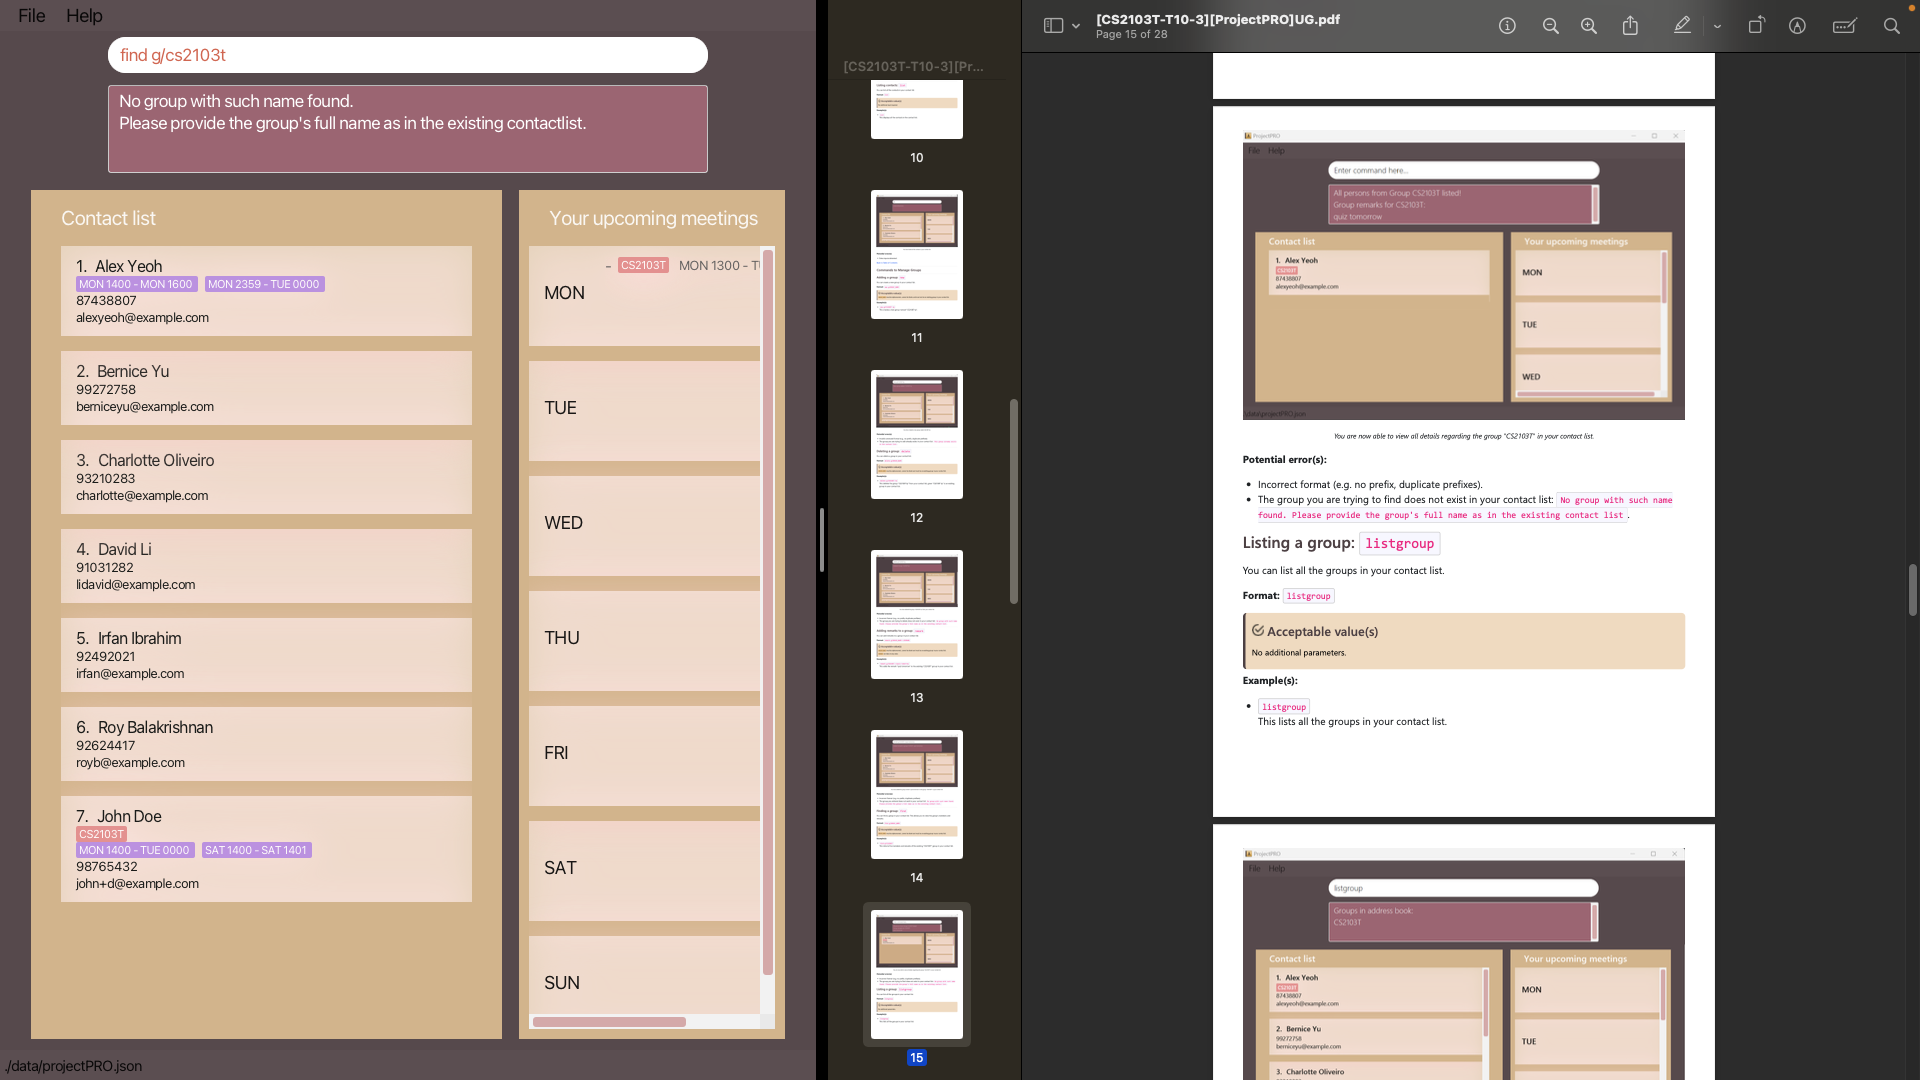 File Help
find g/cs2103t
No group with such name found.
Please provide the group's full name as in the existing contactlist.
Contact list
1. Alex Yeoh
MON 1400 - MON 1600 MON 2359 - TUE 0000
87438807
alexyeoh@example.com
2. Bernice Yu
99272758
berniceyu@example.com
3. Charlotte Oliveiro
93210283
charlotte@example.com
4. David Li
91031282
lidavid@example.com
5. Irfan Ibrahim
92492021
irfan@example.com
6. Roy Balakrishnan
92624417
royb@example.com
7. John Doe
CS2103T
MON 1400 - TUE 0000 SAT 1400 - SAT 1401
98765432
john+d@example.com
Your upcoming meetings
- CS2103T MON 1300 - TU
MON
TUE
WED
THU
FRI
SAT
SUN
./data/projectPRO.json
[CS2103T-T10-3][Pr...
10
11
12
13
14
15
[CS2103T-T10-3][ProjectPRO]UG.pdf
Page 15 of 28
ProjectPRO
File Help
Enter command here...
All persons from Group CS2103T listed!
Group remarks for CS2103T:
quiz tomorrow
Contact list
1. Alex Yeoh
CS2103T
87438807
alexyeoh@example.com
Your upcoming meetings
MON
TUE
WED
/data/projectPRO.json
You are now able to view all details regarding the group "CS2103T" in your contact list.
Potential error(s):
Incorrect format (e.g. no prefix, duplicate prefixes).
The group you are trying to find does not exist in your contact list: No group with such name
found. Please provide the group's full name as in the existing contact list.
Listing a group: listgroup
You can list all the groups in your contact list.
Format: listgroup
Acceptable value(s)
No additional parameters.
Example(s):
listgroup
This lists all the groups in your contact list.
ProjectPRO
File Help
listgroup
Groups in address book:
CS2103T
Contact list
1. Alex Yeoh
CS2103T
87438807
alexyeoh@example.com
2. Bernice Yu
99272758
berniceyu@example.com
3. Charlotte Oliveiro
Your upcoming meetings
MON
TUE